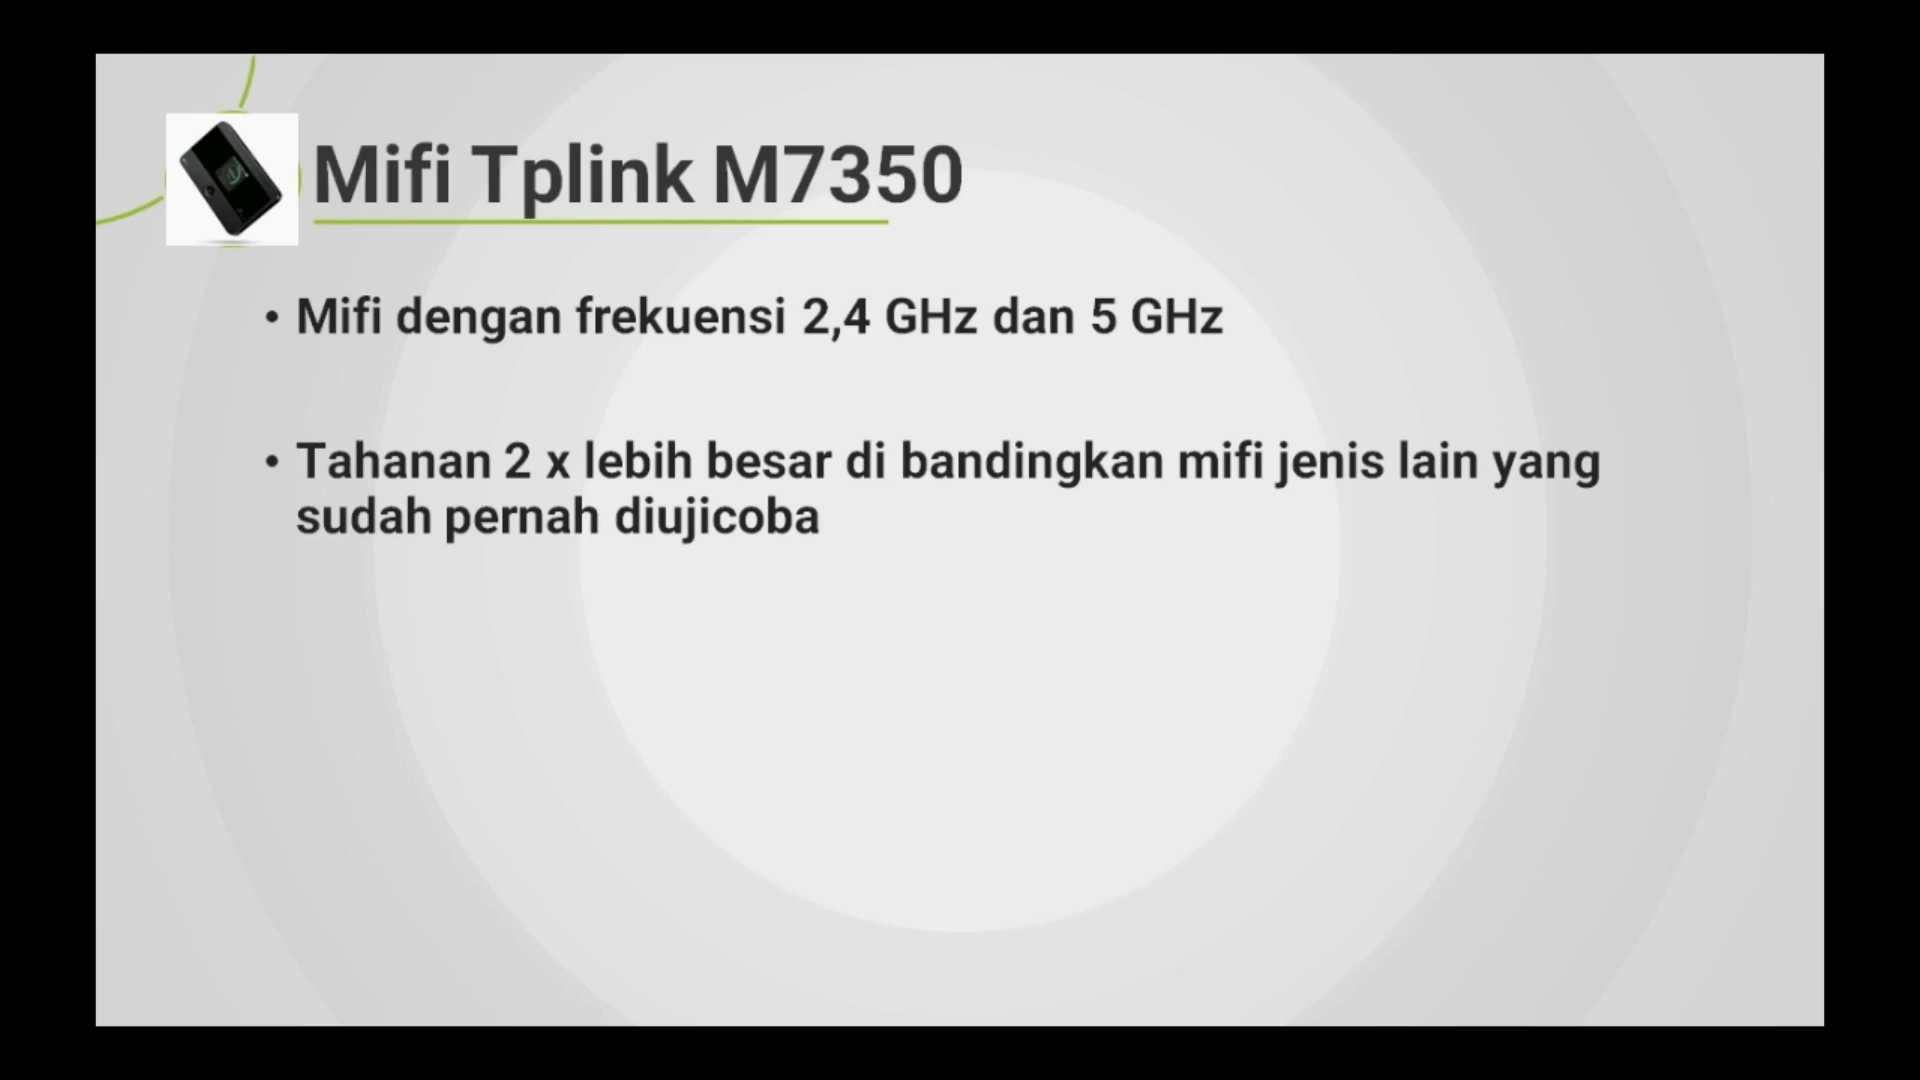 Mifi Tplink M7350
• Mifi dengan frekuensi 2,4 GHz dan 5 GHz
• Tahanan 2 x lebih besar di bandingkan mifi jenis lain yang
sudah pernah diujicoba